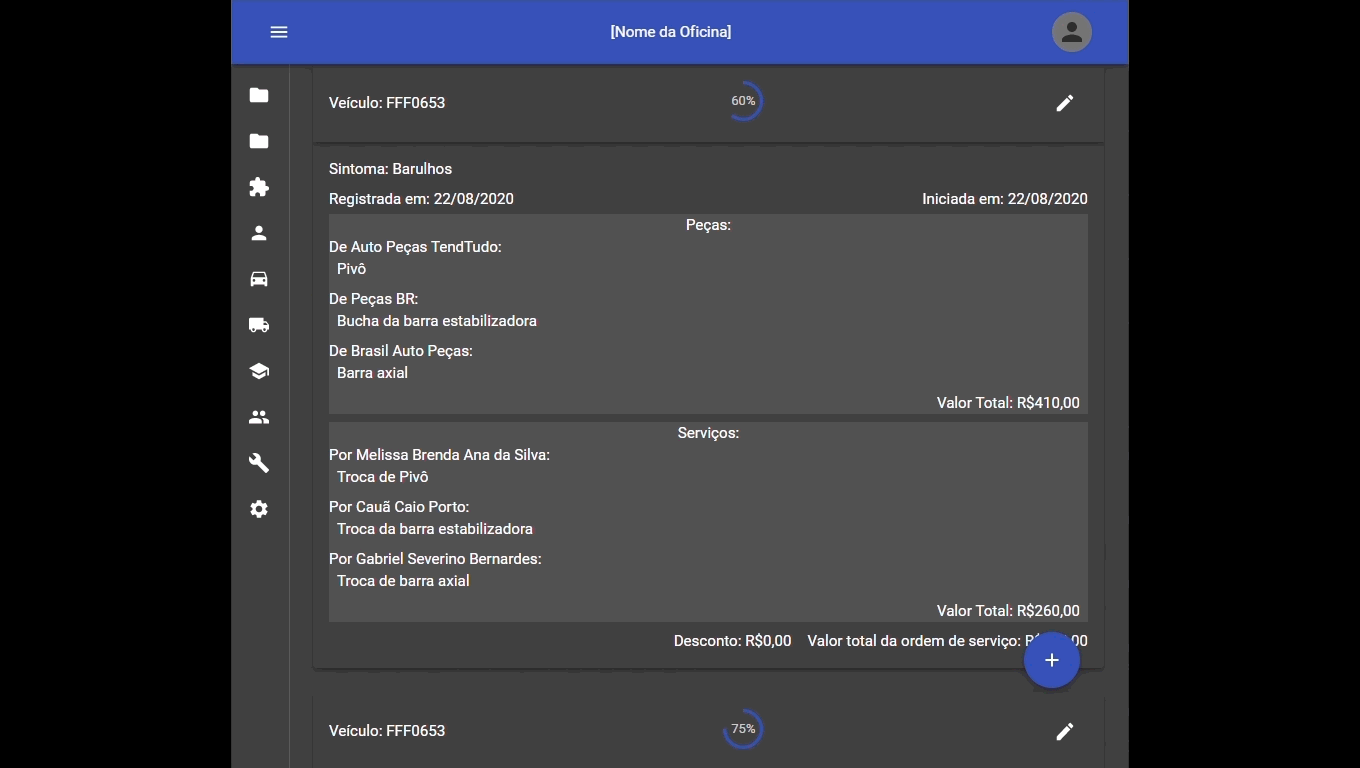 [Nome da Oficina]
Veículo: FFF0653 60%
Sintoma: Barulhos
Registrada em: 22/08/2020 Iniciada em: 22/08/2020
Peças:
De Auto Peças TendTudo:
Pivô
De Peças BR:
Bucha da barra estabilizadora
De Brasil Auto Peças:
Barra axial
Valor Total: R$410,00
Serviços:
Por Melissa Brenda Ana da Silva:
Troca de Pivô
Por Cauã Caio Porto:
Troca da barra estabilizadora
Por Gabriel Severino Bernardes:
Troca de barra axial
Valor Total: R$260,00
Desconto: R$0,00 Valor total da ordem de serviço:
Veículo: FFF0653 75%